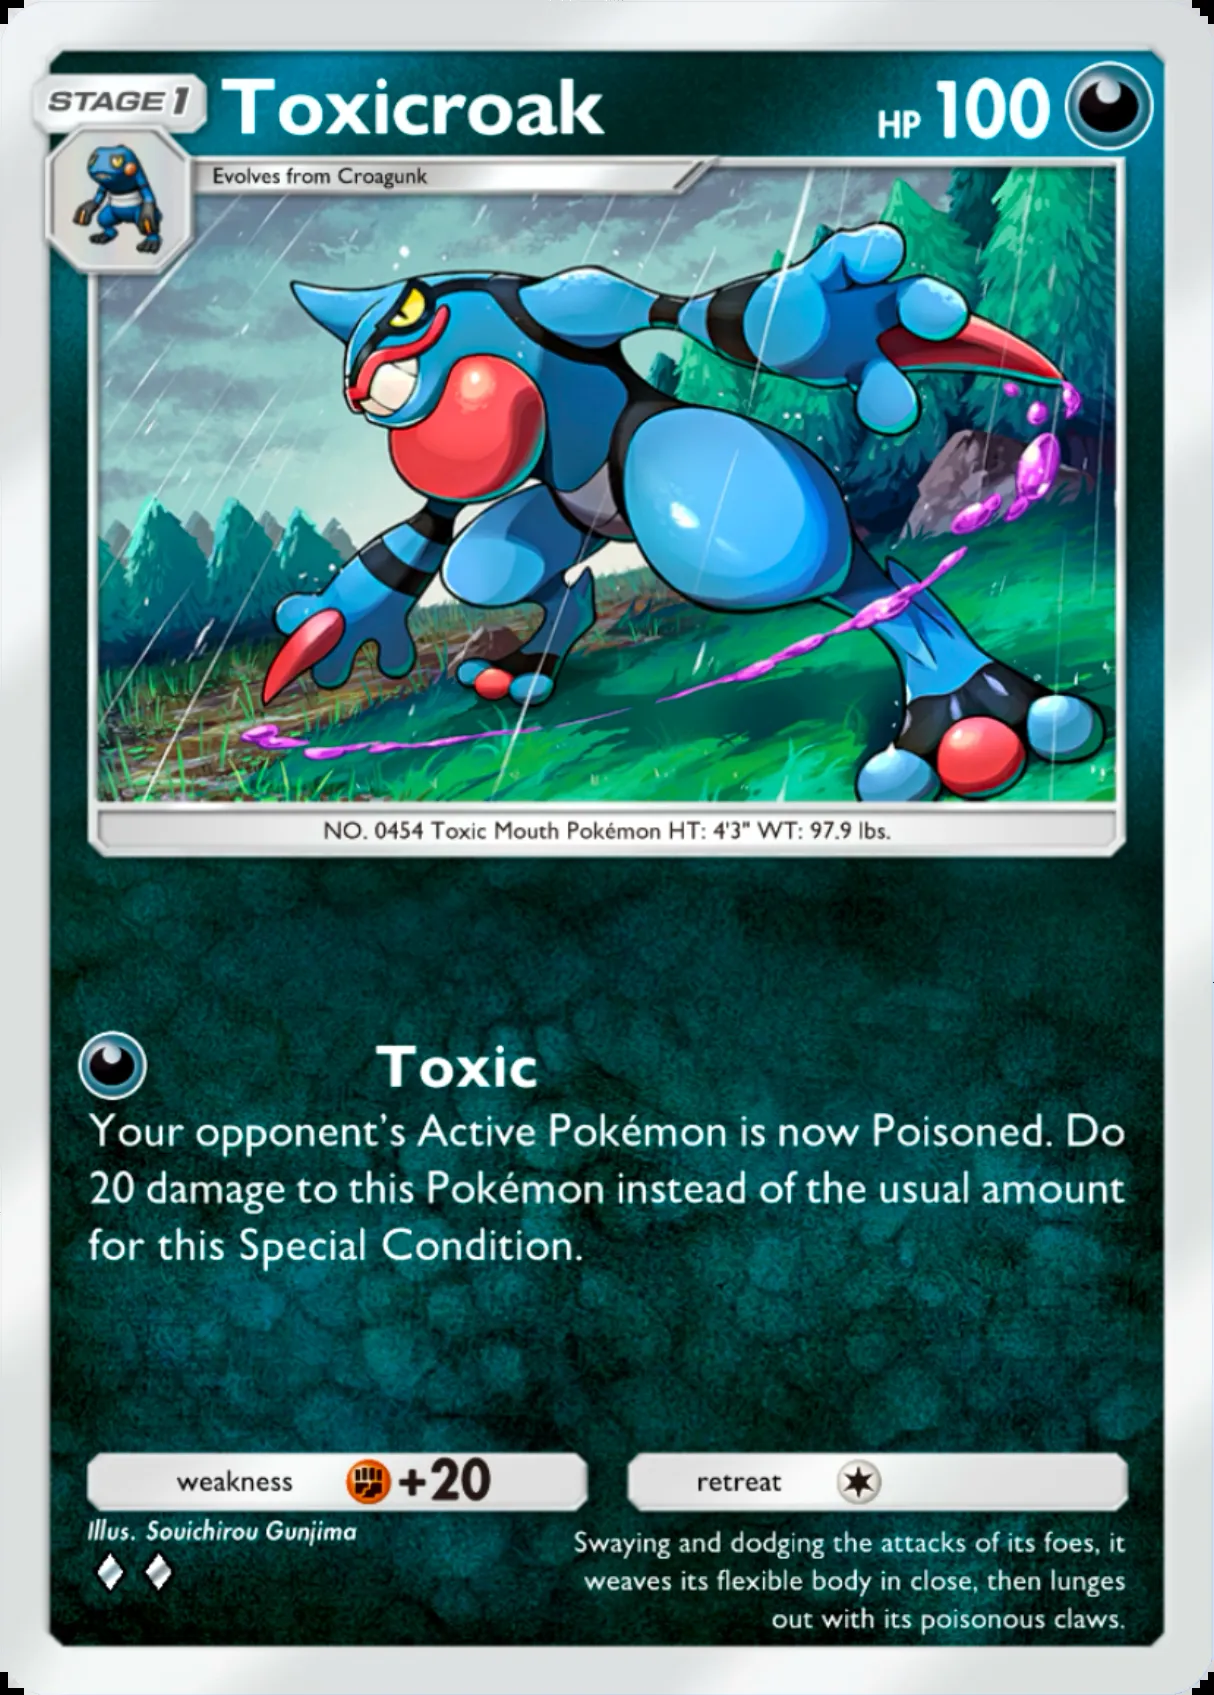 STAGE 1
Toxicroak
HP 100
Evolves from Croagunk
NO. 0454 Toxic Mouth Pokémon HT: 4'3" WT: 97.9 lbs.
Toxic
Your opponent's Active Pokémon is now Poisoned. Do
20 damage to this Pokémon instead of the usual amount
for this Special Condition.
weakness +20
retreat
Illus. Souichirou Gunjima
Swaying and dodging the attacks of its foes, it
weaves its flexible body in close, then lunges
out with its poisonous claws.